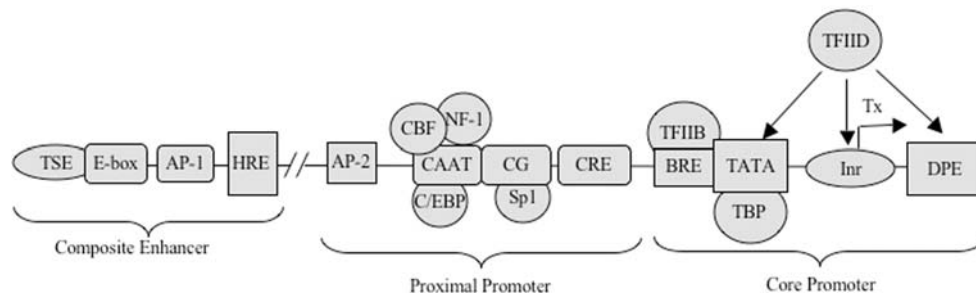 TFIID
Tx
CBF NF-1 TFIIB
TSE E-box AP-1 HRE AP-2 CAAT CG CRE BRE TATA Inr DPE
C/EBP Sp1 TBP
Composite Enhancer
Proximal Promoter
Core Promoter